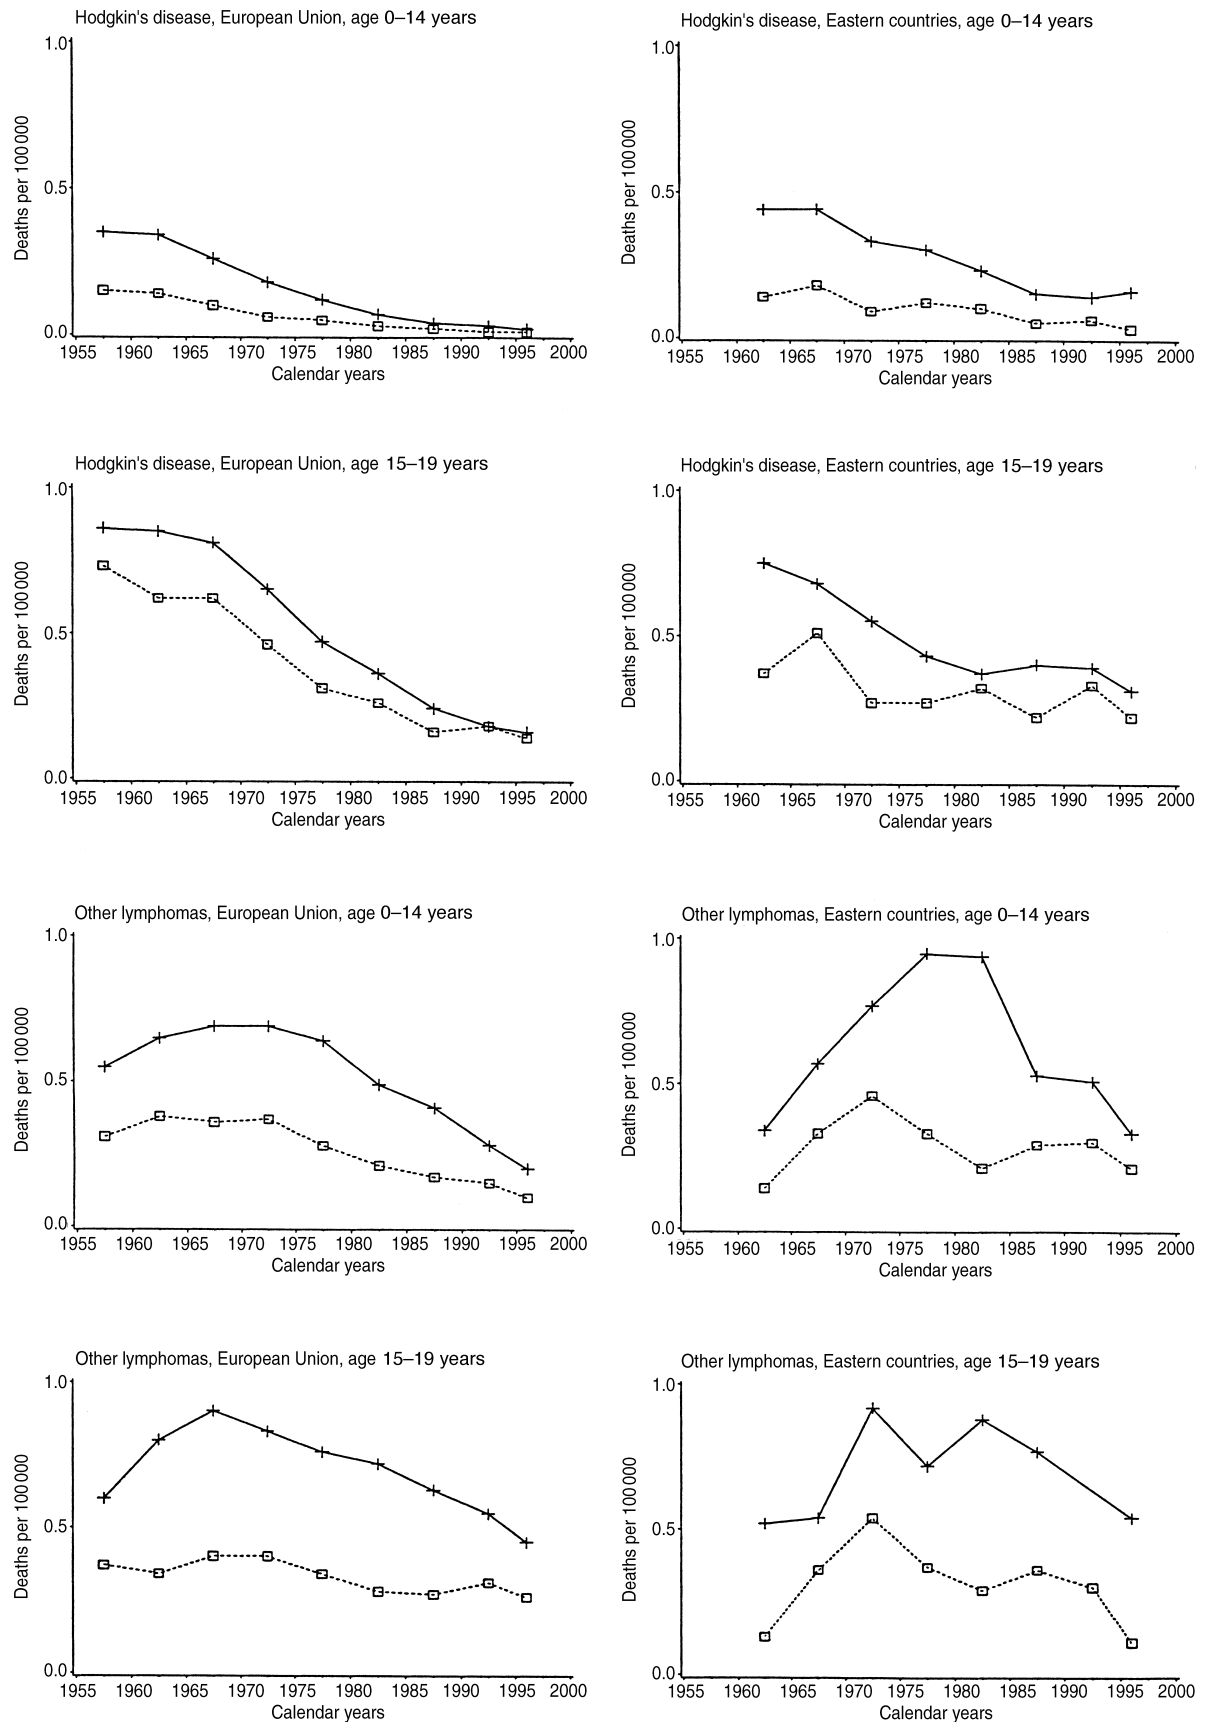 Hodgkin's disease, European Union, age 0–14 years
1.0
0.5
0.0
Deaths per 100 000
1955 1960 1965 1970 1975 1980 1985 1990 1995 2000
Calendar years
Hodgkin's disease, Eastern countries, age 0–14 years
1.0
0.5
0.0
Deaths per 100 000
1955 1960 1965 1970 1975 1980 1985 1990 1995 2000
Calendar years
Hodgkin's disease, European Union, age 15–19 years
1.0
0.5
0.0
Deaths per 100 000
1955 1960 1965 1970 1975 1980 1985 1990 1995 2000
Calendar years
Hodgkin's disease, Eastern countries, age 15–19 years
1.0
0.5
0.0
Deaths per 100 000
1955 1960 1965 1970 1975 1980 1985 1990 1995 2000
Calendar years
Other lymphomas, European Union, age 0–14 years
1.0
0.5
0.0
Deaths per 100 000
1955 1960 1965 1970 1975 1980 1985 1990 1995 2000
Calendar years
Other lymphomas, Eastern countries, age 0–14 years
1.0
0.5
0.0
Deaths per 100 000
1955 1960 1965 1970 1975 1980 1985 1990 1995 2000
Calendar years
Other lymphomas, European Union, age 15–19 years
1.0
0.5
0.0
Deaths per 100 000
1955 1960 1965 1970 1975 1980 1985 1990 1995 2000
Calendar years
Other lymphomas, Eastern countries, age 15–19 years
1.0
0.5
0.0
Deaths per 100 000
1955 1960 1965 1970 1975 1980 1985 1990 1995 2000
Calendar years